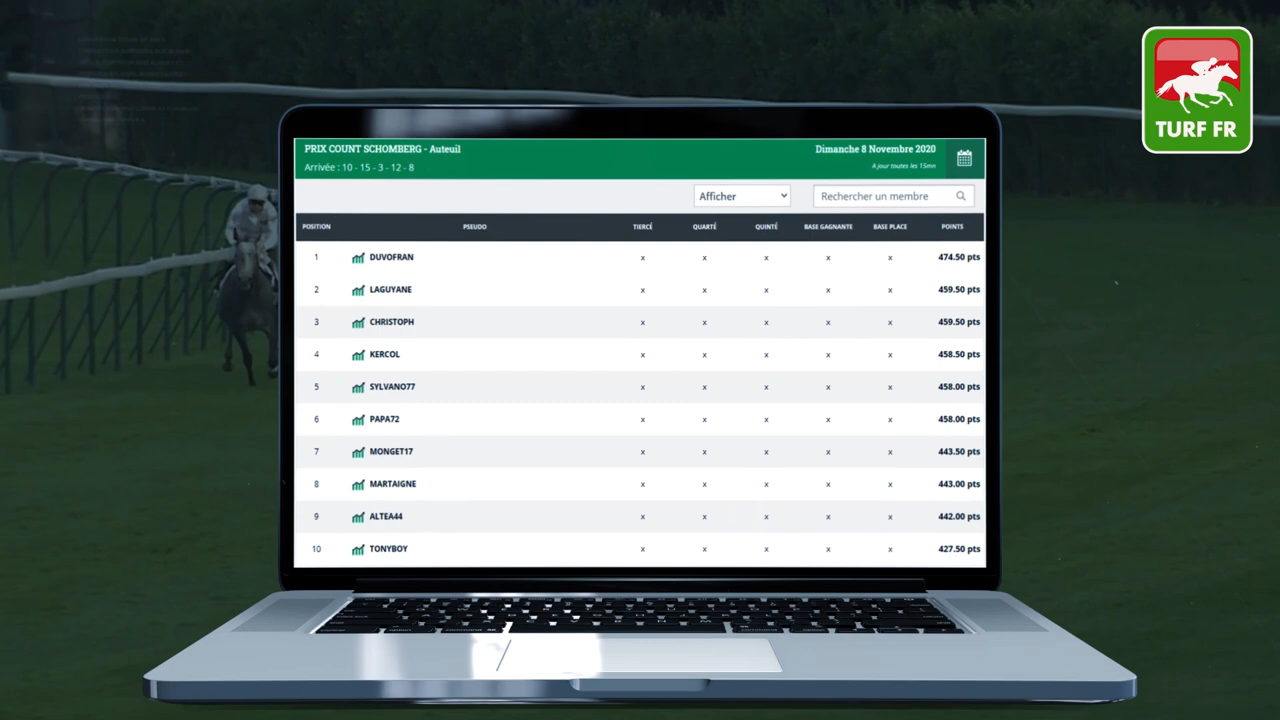 TURF FR
PRIX COUNT SCHOMBERG - Auteuil
Dimanche 8 Novembre 2020
Arrivée : 10 - 15 - 3 - 12 - 8
A jour toutes les 15mn
Afficher
Rechercher un membre
POSITION PSEUDO TIERCÉ QUARTÉ QUINTÉ BASE GAGNANTE BASE PLACE POINTS
1 DUVOFRAN x x x x x 474.50 pts
2 LAGUYANE x x x x x 459.50 pts
3 CHRISTOPH x x x x x 459.50 pts
4 KERCOL x x x x x 458.50 pts
5 SYLVANO77 x x x x x 458.00 pts
6 PAPA72 x x x x x 458.00 pts
7 MONGET17 x x x x x 443.50 pts
8 MARTAIGNE x x x x x 443.00 pts
9 ALTEA44 x x x x x 442.00 pts
10 TONYBOY x x x x x 427.50 pts